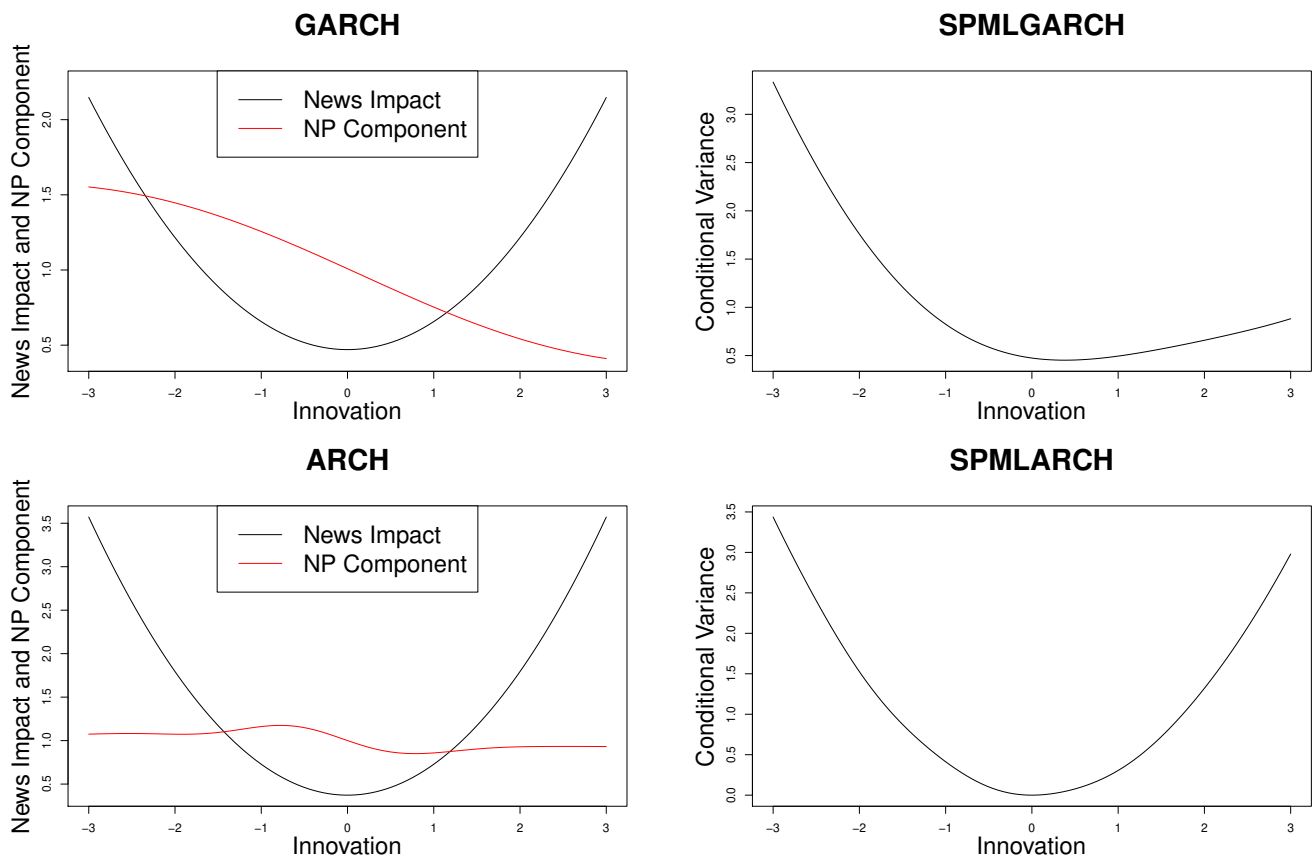 GARCH
News Impact and NP Component
2.0
1.5
1.0
0.5
News Impact
NP Component
−3 −2 −1 0 1 2 3
Innovation
SPMLGARCH
Conditional Variance
3.0
2.5
2.0
1.5
1.0
0.5
−3 −2 −1 0 1 2 3
Innovation
ARCH
News Impact and NP Component
3.5
3.0
2.5
2.0
1.5
1.0
0.5
News Impact
NP Component
−3 −2 −1 0 1 2 3
Innovation
SPMLARCH
Conditional Variance
3.5
3.0
2.5
2.0
1.5
1.0
0.5
0.0
−3 −2 −1 0 1 2 3
Innovation